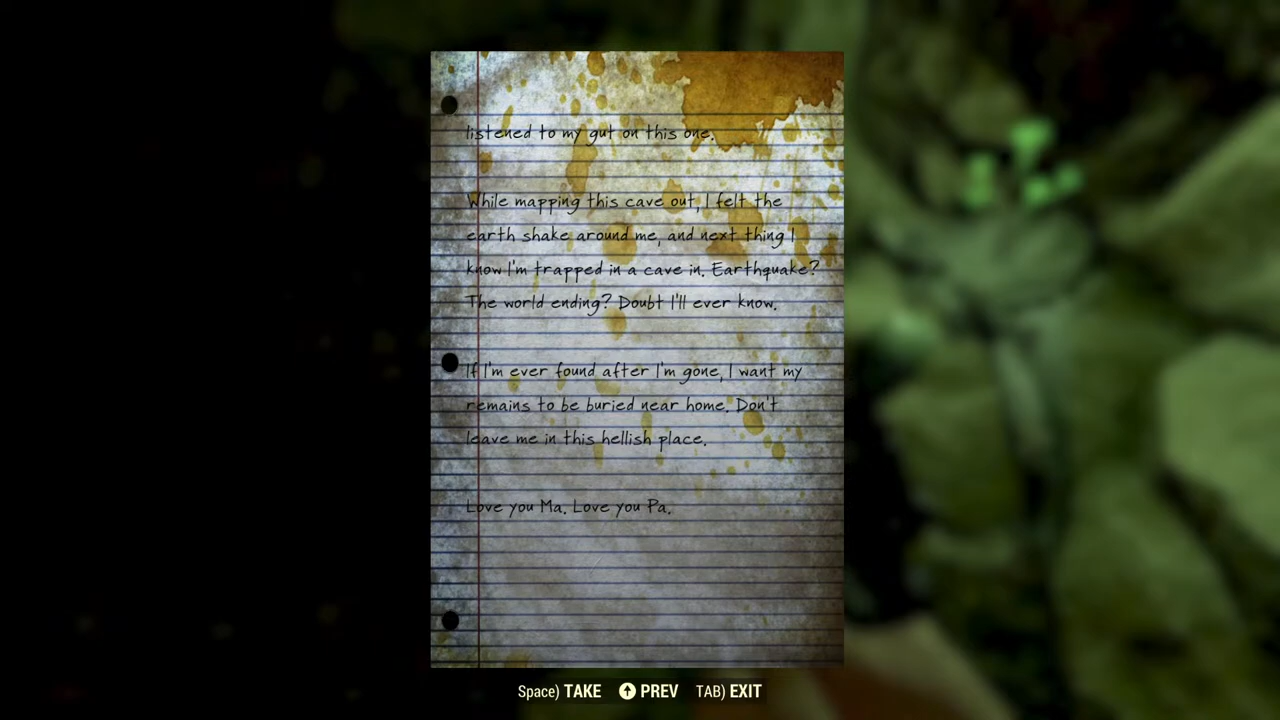 listened to my gut on this one.
While mapping this cave out, I felt the
earth shake around me, and next thing I
know I'm trapped in a cave in. Earthquake?
The world ending? Doubt I'll ever know.
If I'm ever found after I'm gone, I want my
remains to be buried near home. Don't
leave me in this hellish place.
Love you Ma. Love you Pa.
Space) TAKE PREV TAB) EXIT